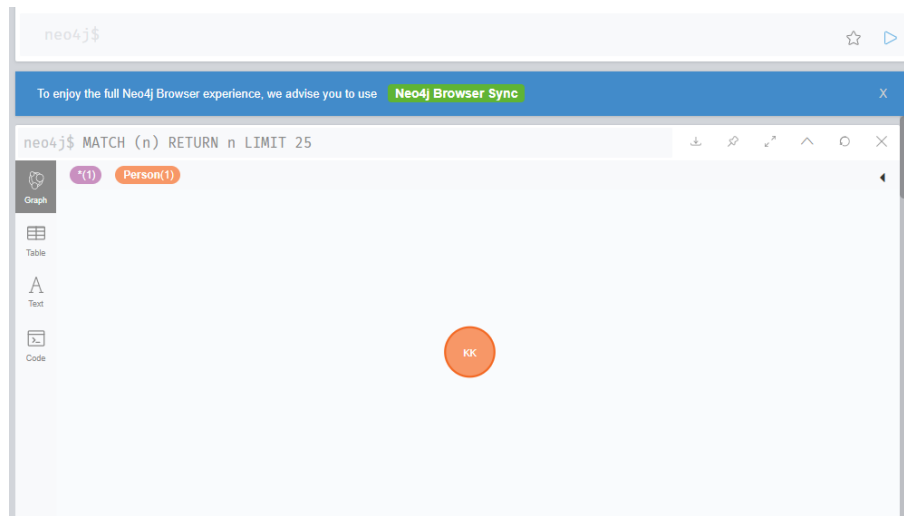 neo4j$
To enjoy the full Neo4j Browser experience, we advise you to use Neo4j Browser Sync X
neo4j$ MATCH (n) RETURN n LIMIT 25
*(1) Person(1)
Graph
Table
A
Text
Code
KK